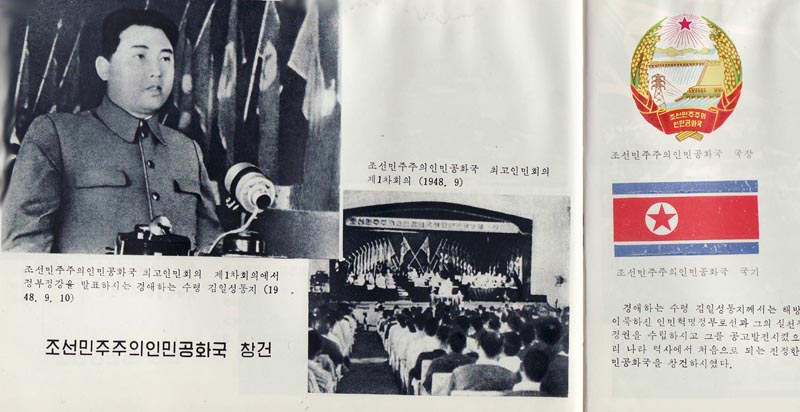 조선민주주의인민공화국 최고인민회의
제1차회의 (1948. 9)
조선민주주의인민공화국 최고인민회의 제1차회의에서
정부정강을 발표하시는 경애하는 수령 김일성동지 (19
48. 9. 10)
조선민주주의인민공화국 창건
조선민주주의
인민공화국
조선민주주의인민공화국 국장
조선민주주의인민공화국 국기
경애하는 수령 김일성동지께서는 해방
이룩하신 인민혁명정부로선과 그의 실천
정권을 수립하시고 그를 공고발전시켰으
리 나라 력사에서 처음으로 되는 진정한
민공화국을 창건하시였다.